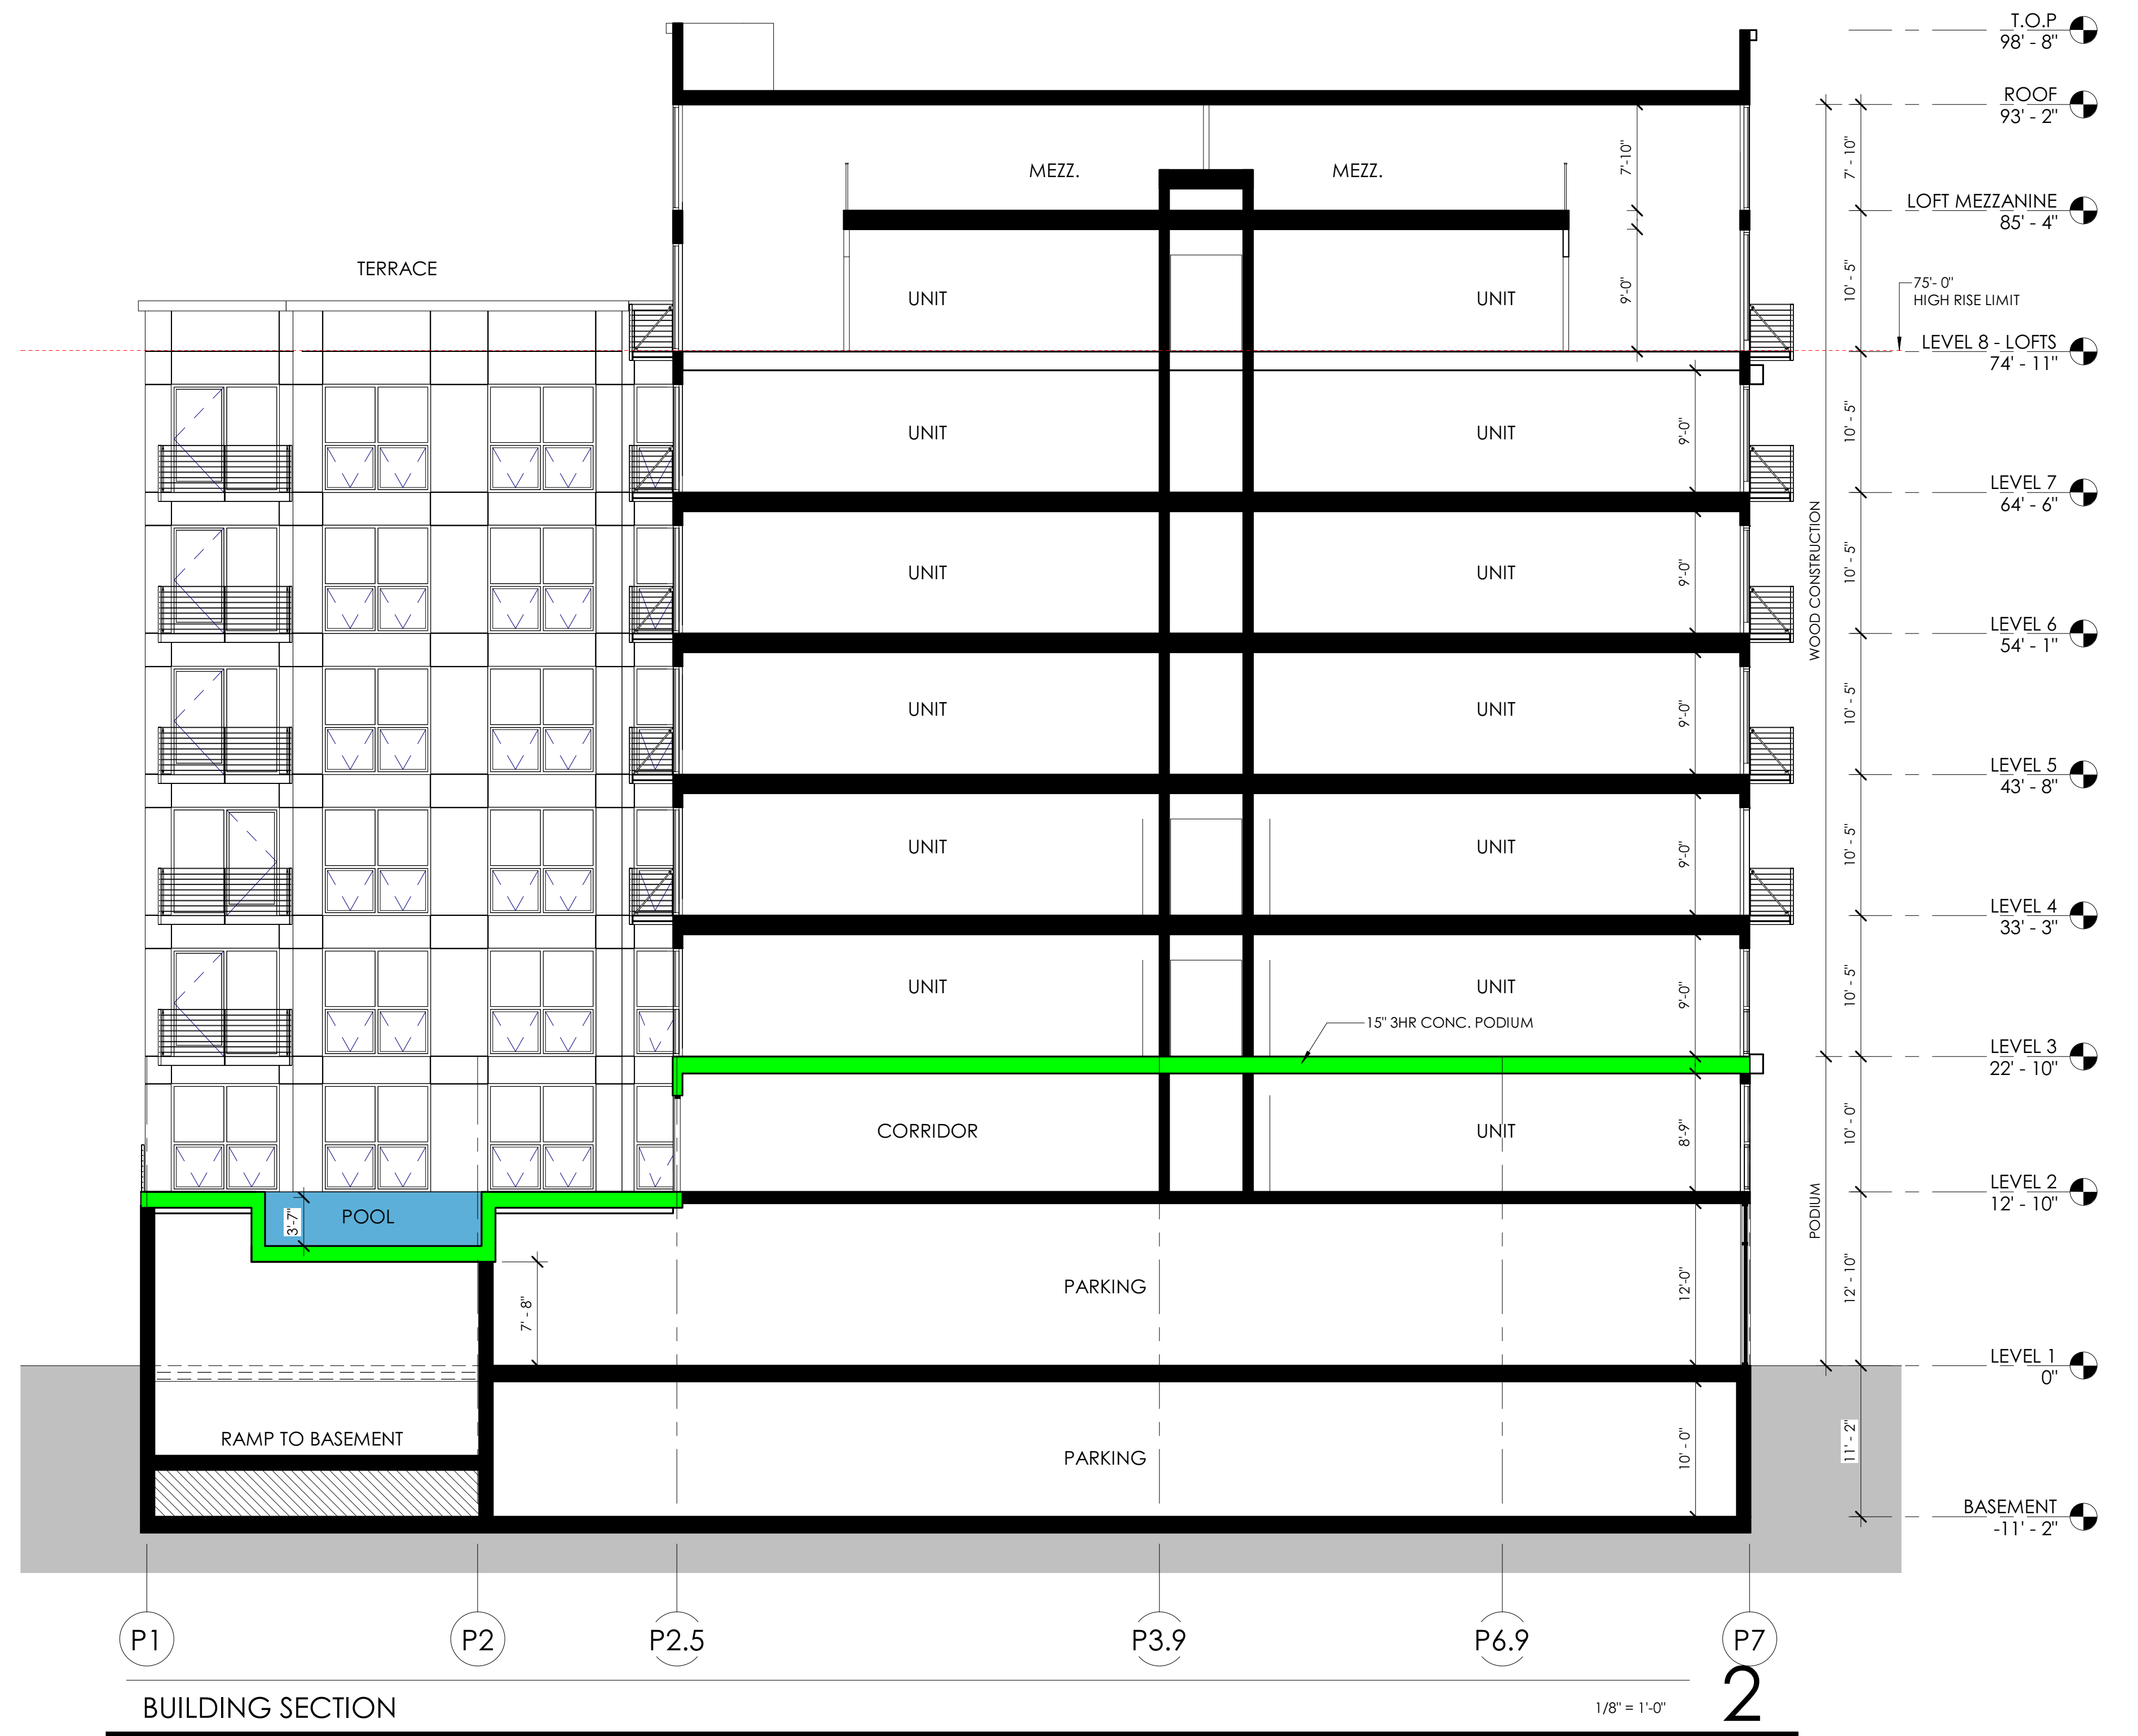 T.O.P
98' - 8"
ROOF
93' - 2"
7'-10"
7' - 10"
MEZZ.
MEZZ.
LOFT MEZZANINE
85' - 4"
TERRACE
UNIT
UNIT
9'-0"
10' - 5"
75'- 0"
HIGH RISE LIMIT
LEVEL 8 - LOFTS
74' - 11"
UNIT
UNIT
9'-0"
10' - 5"
LEVEL 7
64' - 6"
UNIT
UNIT
9'-0"
WOOD CONSTRUCTION
10' - 5"
LEVEL 6
54' - 1"
UNIT
UNIT
9'-0"
10' - 5"
LEVEL 5
43' - 8"
UNIT
UNIT
9'-0"
10' - 5"
LEVEL 4
33' - 3"
UNIT
UNIT
9'-0"
10' - 5"
15" 3HR CONC. PODIUM
LEVEL 3
22' - 10"
CORRIDOR
UNIT
8'-9"
10' - 0"
LEVEL 2
12' - 10"
3'-7"
POOL
PODIUM
7' - 8"
PARKING
12'-0"
12' - 10"
LEVEL 1
0"
RAMP TO BASEMENT
PARKING
10' - 0"
11' - 2"
BASEMENT
-11' - 2"
P1
P2
P2.5
P3.9
P6.9
P7
BUILDING SECTION
1/8" = 1'-0"
2